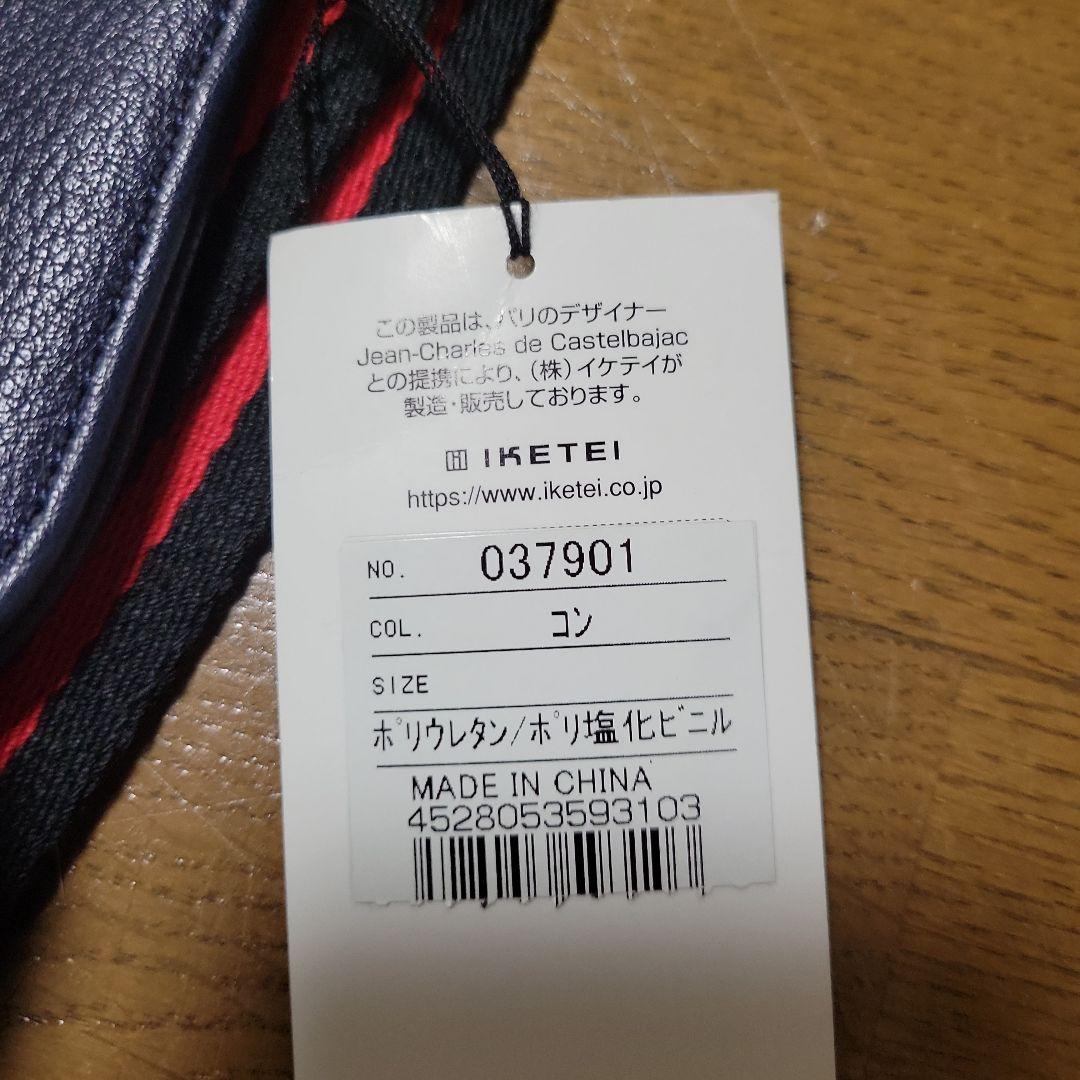 この製品は、パリのデザイナー
Jean-Charles de Castelbajac
との提携により、（株）イケテイが
製造・販売しております。
IKETEI
https://www.iketei.co.jp
NO. 037901
COL. コン
SIZE
ポリウレタン/ポリ塩化ビニル
MADE IN CHINA
4528053593103